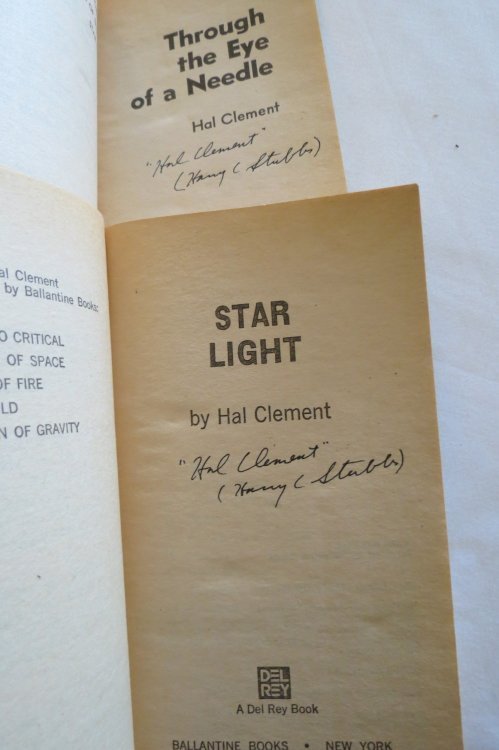 Through
the Eye
of a Needle
Hal Clement
"Hal Clement"
(Harry C Stubbs)
al Clement
by Ballantine Books:
O CRITICAL
OF SPACE
OF FIRE
LD
N OF GRAVITY
STAR
LIGHT
by Hal Clement
"Hal Clement"
(Harry C Stubbs)
DEL
REY
A Del Rey Book
BALLANTINE BOOKS • NEW YORK